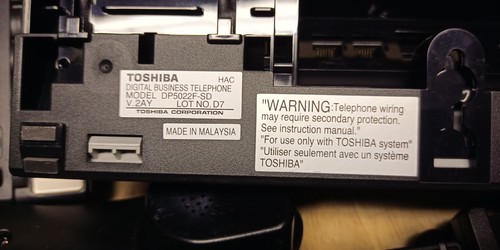 TOSHIBA HAC
DIGITAL BUSINESS TELEPHONE
MODEL DP5022F-SD
V.2AY LOT NO. D7
TOSHIBA CORPORATION
MADE IN MALAYSIA
"WARNING:Telephone wiring
may require secondary protection.
See instruction manual."
"For use only with TOSHIBA system"
"Utiliser seulement avec un système
TOSHIBA"